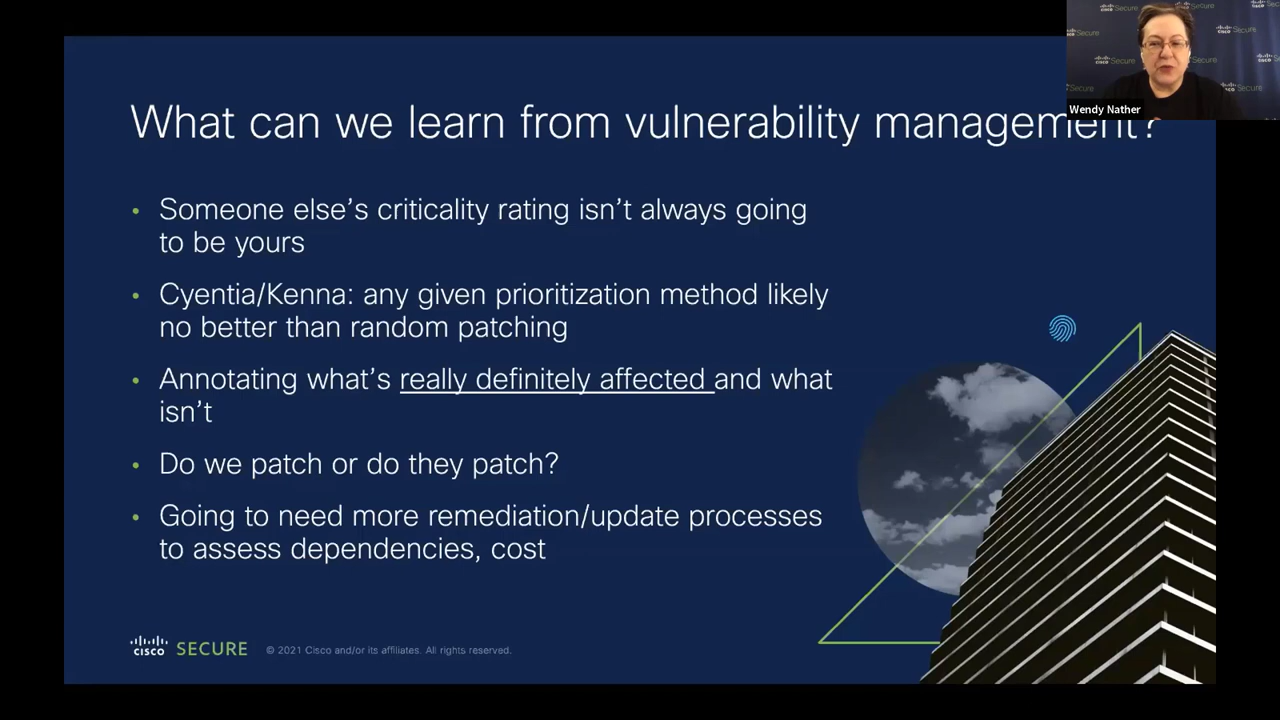 What can we learn from vulnerability management?
Wendy Nather
• Someone else’s criticality rating isn’t always going
to be yours
• Cyentia/Kenna: any given prioritization method likely
no better than random patching
• Annotating what’s really definitely affected and what
isn’t
• Do we patch or do they patch?
• Going to need more remediation/update processes
to assess dependencies, cost
CISCO SECURE © 2021 Cisco and/or its affiliates. All rights reserved.